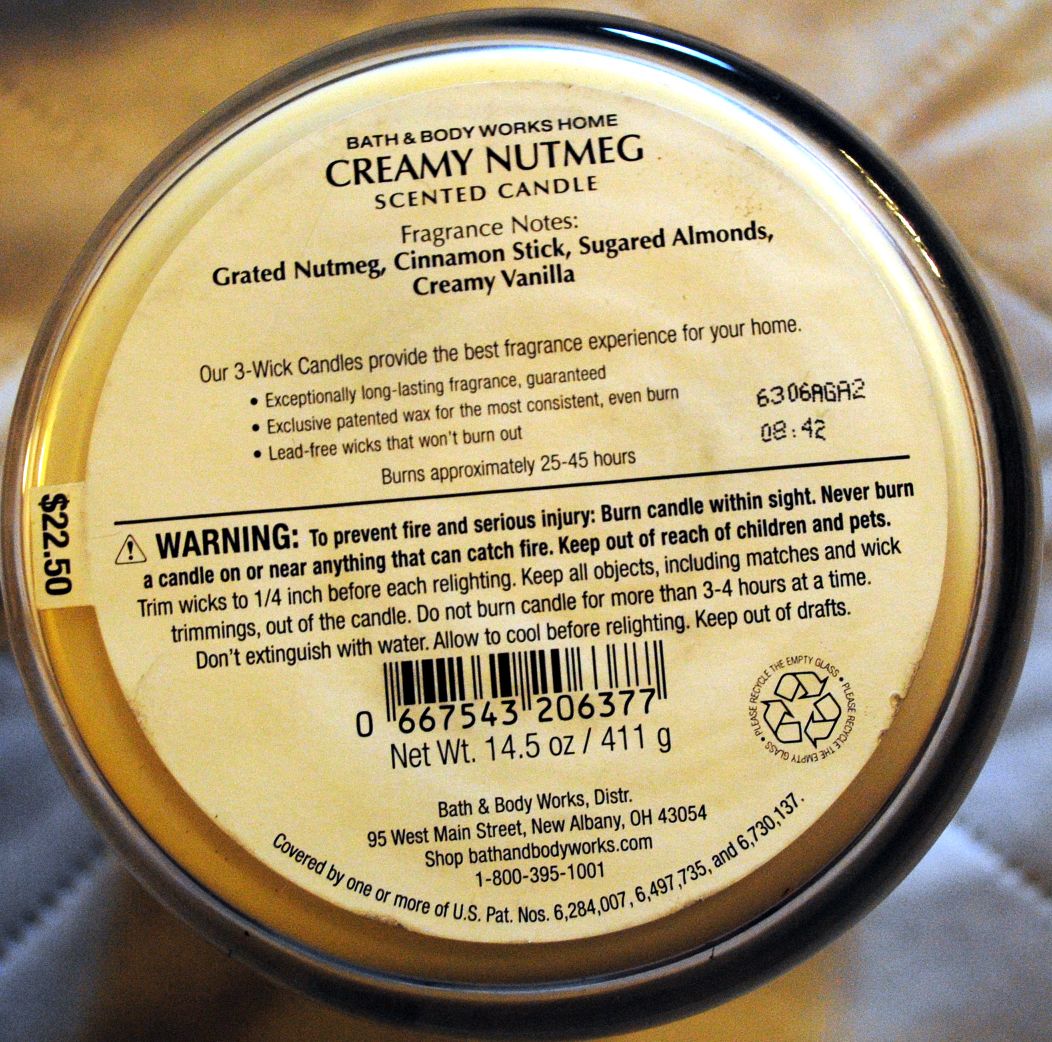 BATH & BODY WORKS HOME
CREAMY NUTMEG
SCENTED CANDLE
Fragrance Notes:
Grated Nutmeg, Cinnamon Stick, Sugared Almonds,
Creamy Vanilla
Our 3-Wick Candles provide the best fragrance experience for your home.
• Exceptionally long-lasting fragrance, guaranteed
• Exclusive patented wax for the most consistent, even burn
• Lead-free wicks that won't burn out
Burns approximately 25-45 hours
6306AGA2
08:42
$22.50
⚠ WARNING: To prevent fire and serious injury: Burn candle within sight. Never burn
a candle on or near anything that can catch fire. Keep out of reach of children and pets.
Trim wicks to 1/4 inch before each relighting. Keep all objects, including matches and wick
trimmings, out of the candle. Do not burn candle for more than 3-4 hours at a time.
Don't extinguish with water. Allow to cool before relighting. Keep out of drafts.
0 667543 206377
Net Wt. 14.5 oz / 411 g
• PLEASE RECYCLE THE EMPTY GLASS • PLEASE RECYCLE THE EMPTY GLASS
Bath & Body Works, Distr.
95 West Main Street, New Albany, OH 43054
Shop bathandbodyworks.com
1-800-395-1001
Covered by one or more of U.S. Pat. Nos. 6,284,007, 6,497,735, and 6,730,137.